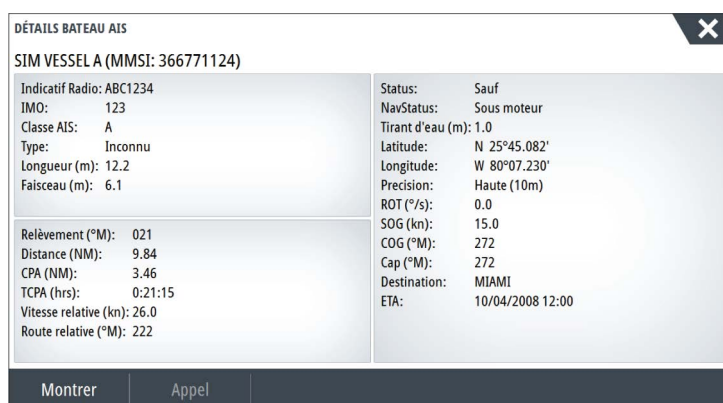 DÉTAILS BATEAU AIS
SIM VESSEL A (MMSI: 366771124)
Indicatif Radio: ABC1234
IMO: 123
Classe AIS: A
Type: Inconnu
Longueur (m): 12.2
Faisceau (m): 6.1
Relèvement (°M): 021
Distance (NM): 9.84
CPA (NM): 3.46
TCPA (hrs): 0:21:15
Vitesse relative (kn): 26.0
Route relative (°M): 222
Status: Sauf
NavStatus: Sous moteur
Tirant d'eau (m): 1.0
Latitude: N 25°45.082'
Longitude: W 80°07.230'
Precision: Haute (10m)
ROT (°/s): 0.0
SOG (kn): 15.0
COG (°M): 272
Cap (°M): 272
Destination: MIAMI
ETA: 10/04/2008 12:00
Montrer Appel